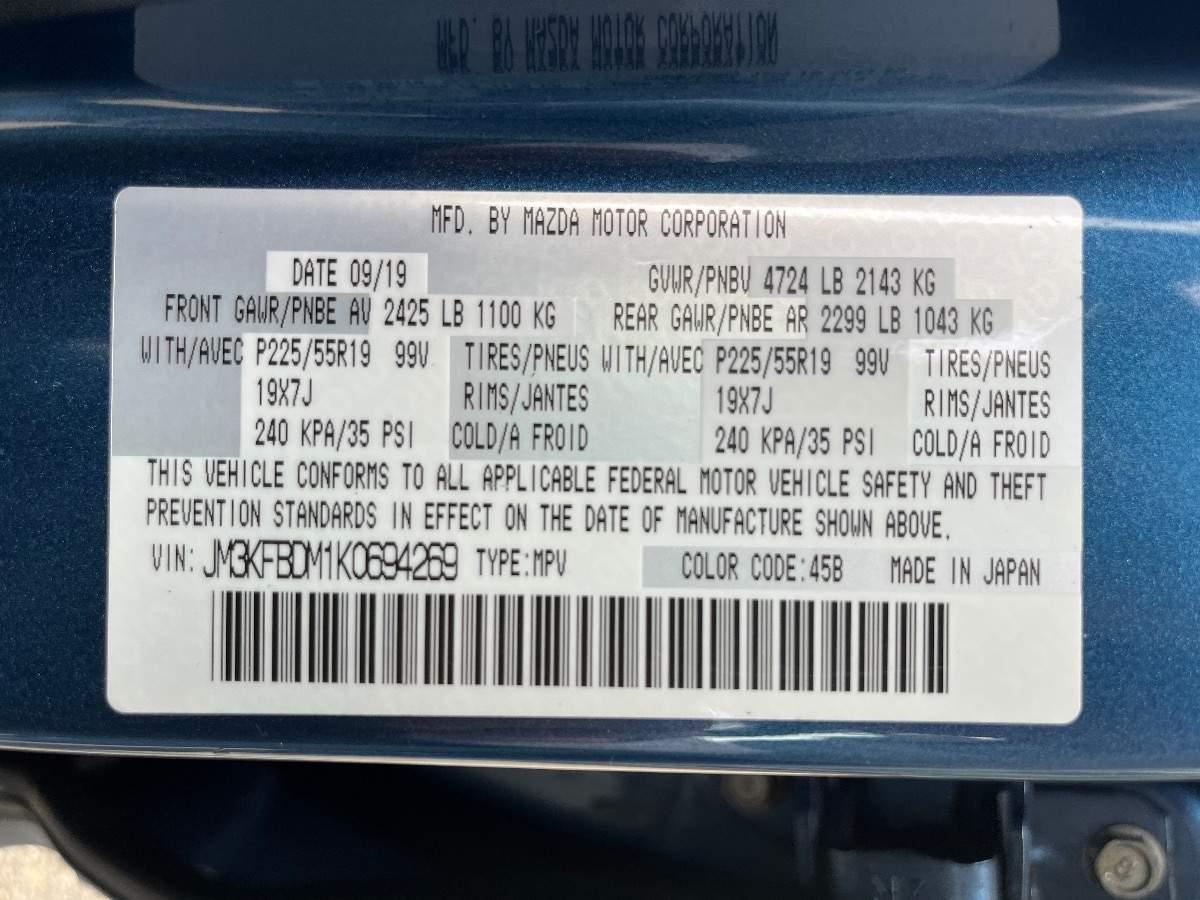 MFD. BY MAZDA MOTOR CORPORATION
MFD. BY MAZDA MOTOR CORPORATION
DATE 09/19 GVWR/PNBV 4724 LB 2143 KG
FRONT GAWR/PNBE AV 2425 LB 1100 KG REAR GAWR/PNBE AR 2299 LB 1043 KG
WITH/AVEC P225/55R19 99V TIRES/PNEUS WITH/AVEC P225/55R19 99V TIRES/PNEUS
19X7J RIMS/JANTES 19X7J RIMS/JANTES
240 KPA/35 PSI COLD/A FROID 240 KPA/35 PSI COLD/A FROID
THIS VEHICLE CONFORMS TO ALL APPLICABLE FEDERAL MOTOR VEHICLE SAFETY AND THEFT
PREVENTION STANDARDS IN EFFECT ON THE DATE OF MANUFACTURE SHOWN ABOVE.
VIN: JM3KFBDM1K0694269 TYPE:MPV COLOR CODE:45B MADE IN JAPAN